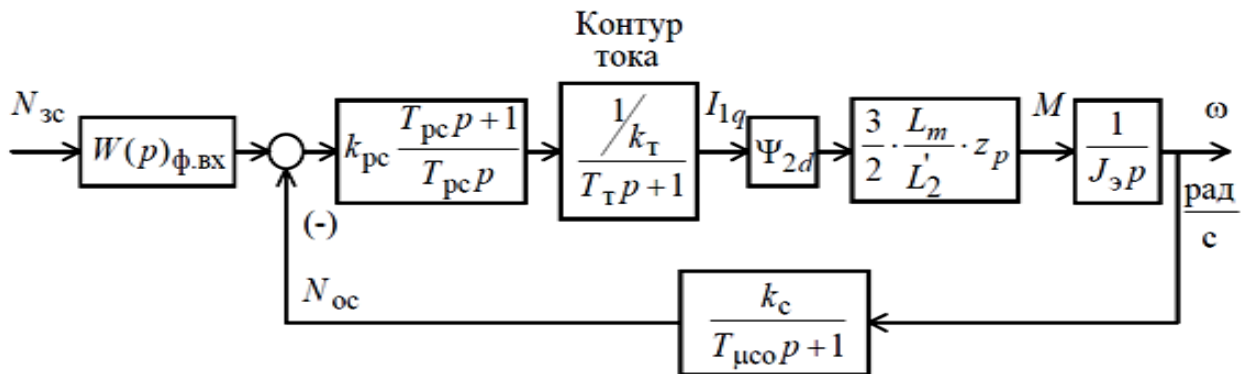 Контур
тока
N_зс
W(p)_ф.вх
(-)
k_рс (T_рс p + 1) / (T_рс p)
(1/k_т) / (T_т p + 1)
I_1q
Ψ_2d
3/2 · L_m/L'_2 · z_p
M
1 / (J_э p)
ω
рад/с
N_ос
k_с / (T_μсо p + 1)